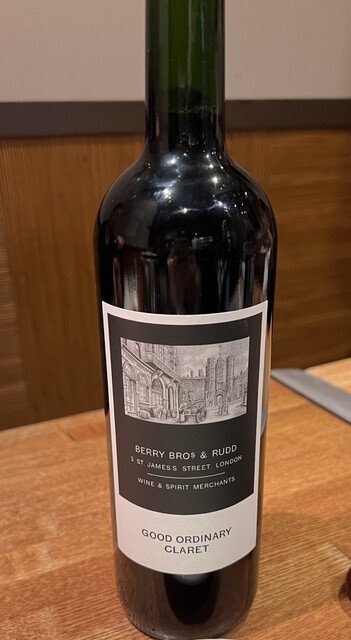 BERRY BROS & RUDD
3 ST. JAMES'S STREET, LONDON
WINE & SPIRIT MERCHANTS
GOOD ORDINARY
CLARET